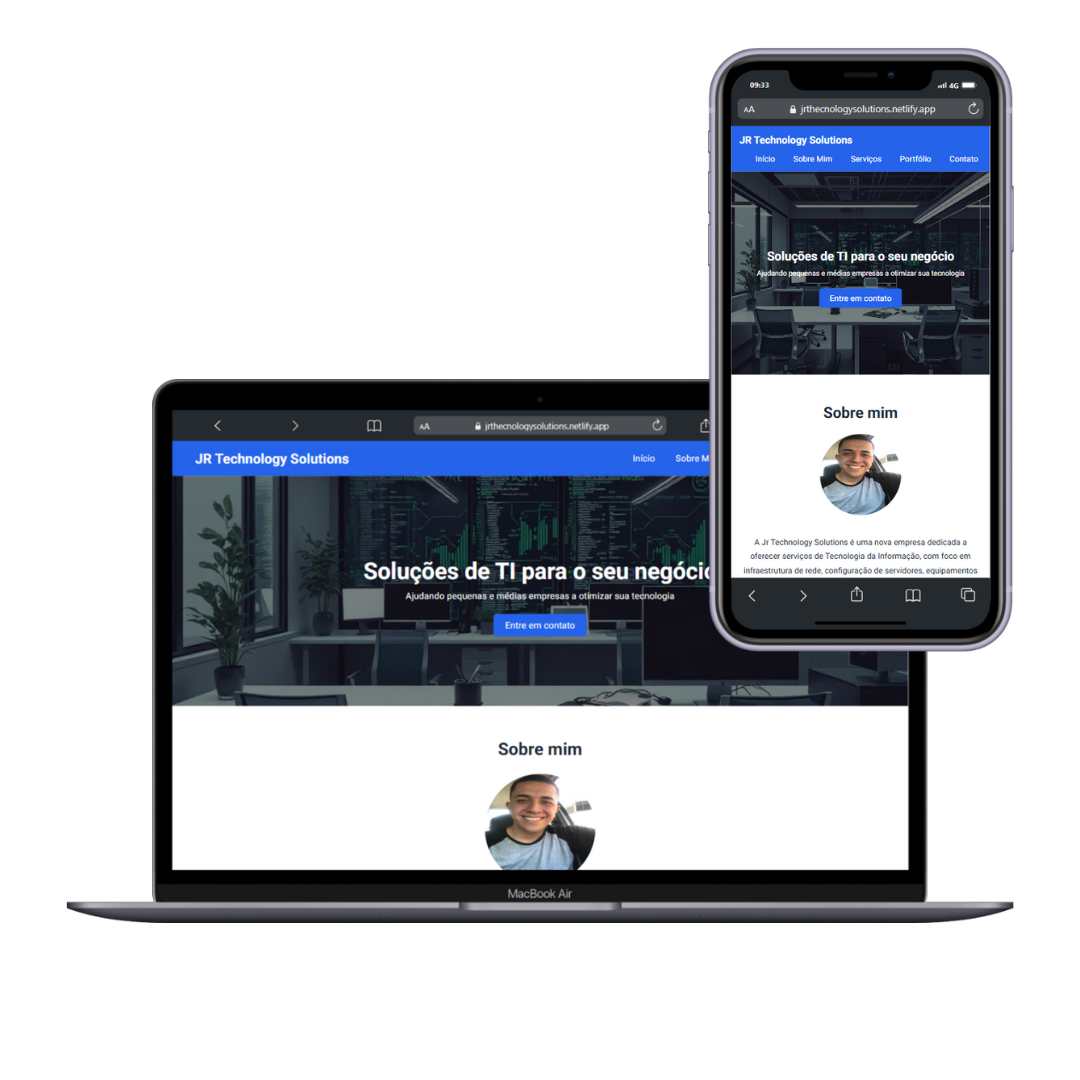 09:33
4G
AA jrthecnologysolutions.netlify.app
JR Technology Solutions
Início Sobre Mim Serviços Portfólio Contato
Soluções de TI para o seu negócio
Ajudando pequenas e médias empresas a otimizar sua tecnologia
Entre em contato
Sobre mim
A Jr Technology Solutions é uma nova empresa dedicada a
oferecer serviços de Tecnologia da Informação, com foco em
infraestrutura de rede, configuração de servidores, equipamentos
AA jrthecnologysolutions.netlify.app
JR Technology Solutions Início Sobre M
Soluções de TI para o seu negócio
Ajudando pequenas e médias empresas a otimizar sua tecnologia
Entre em contato
Sobre mim
MacBook Air